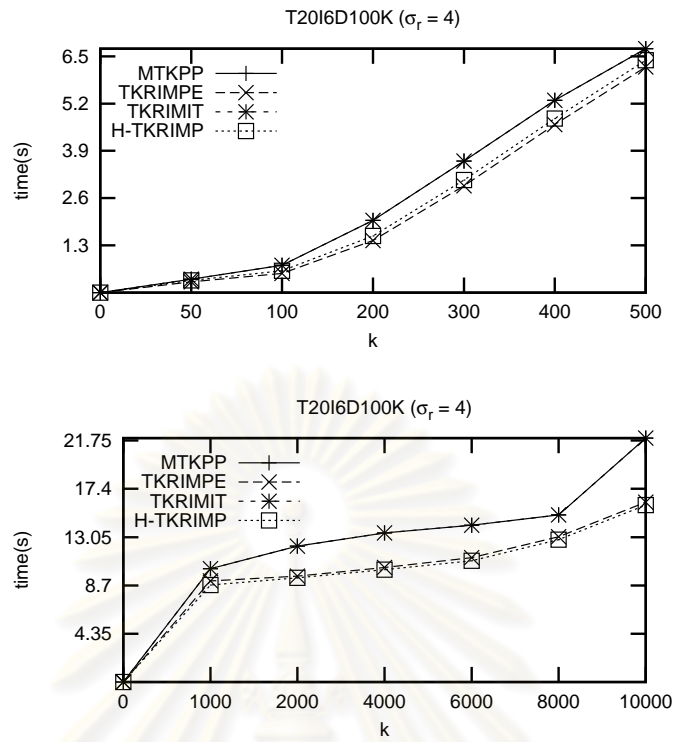 T20I6D100K (σr = 4)
6.5
5.2
3.9
2.6
1.3
time(s)
MTKPP
TKRIMPE
TKRIMIT
H-TKRIMP
0 50 100 200 300 400 500
k
T20I6D100K (σr = 4)
21.75
17.4
13.05
8.7
4.35
time(s)
MTKPP
TKRIMPE
TKRIMIT
H-TKRIMP
0 1000 2000 4000 6000 8000 10000
k